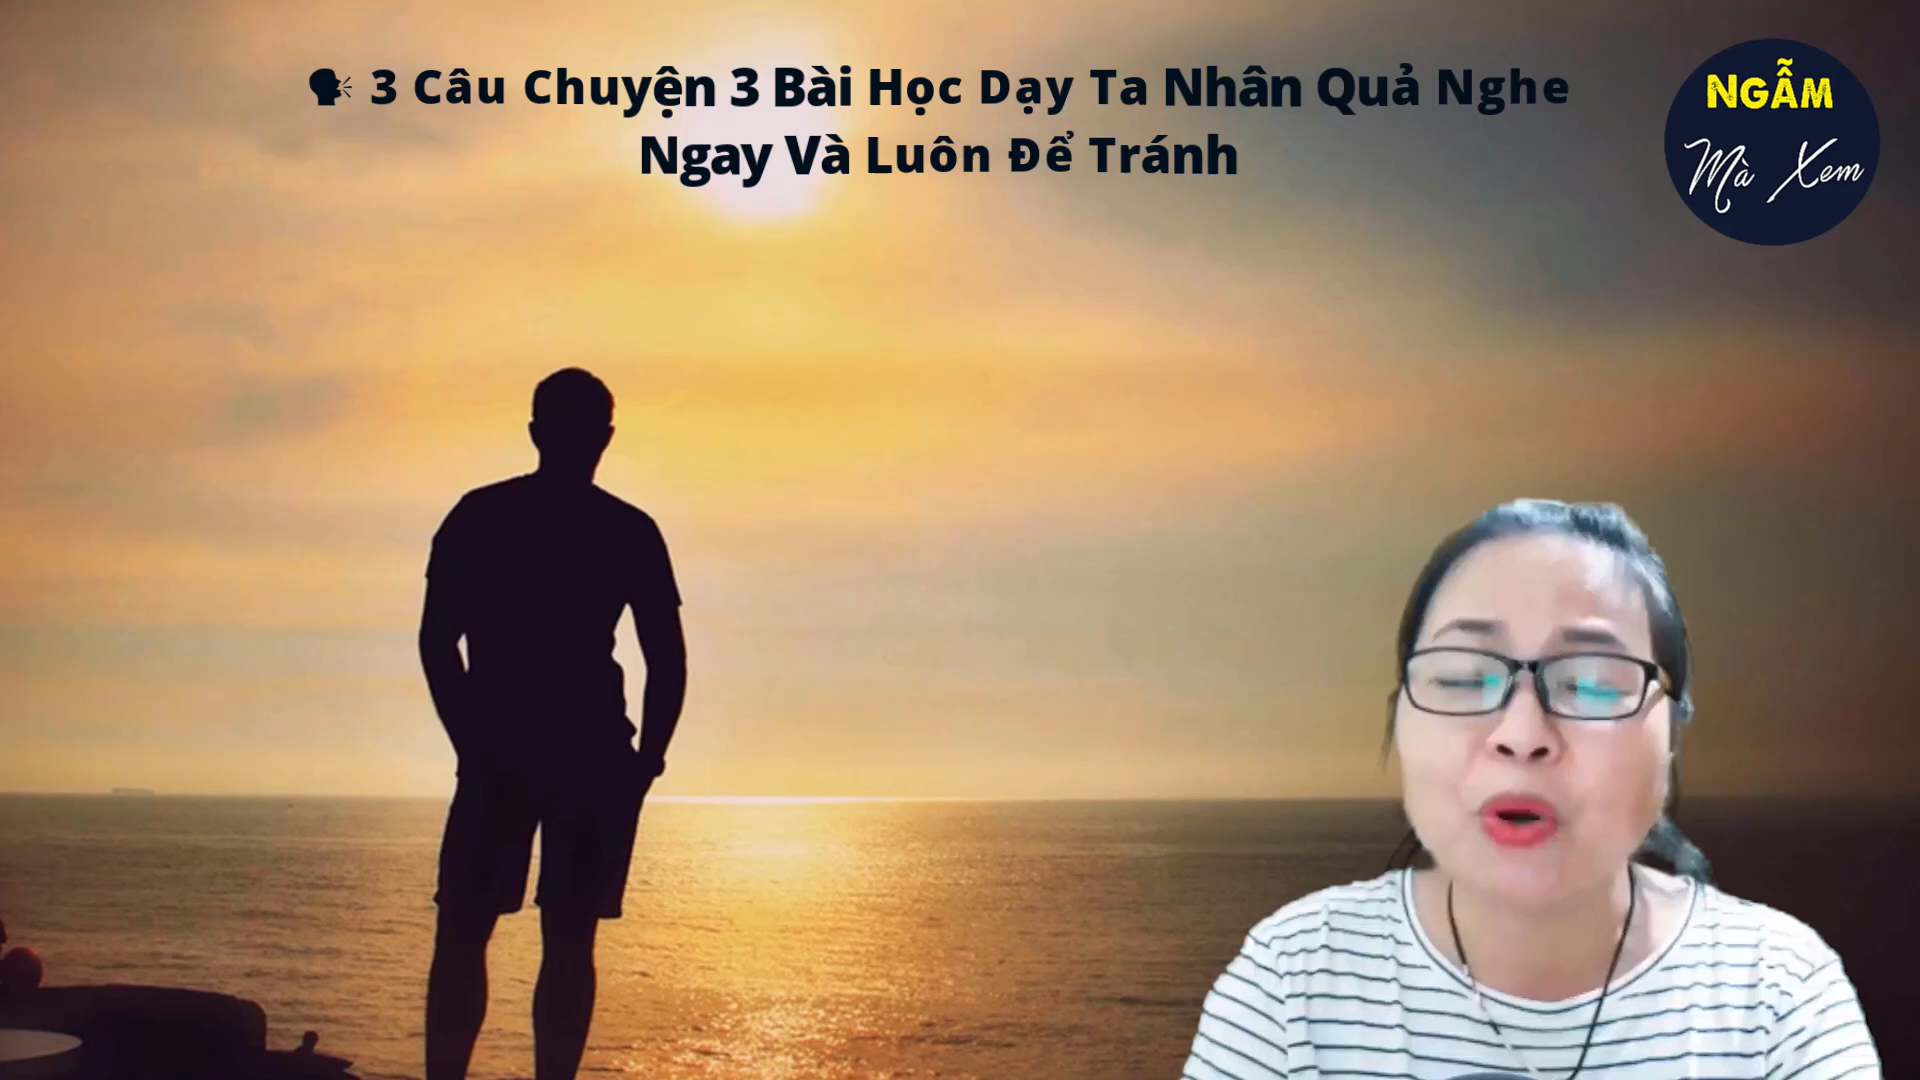 🗣 3 Câu Chuyện 3 Bài Học Dạy Ta Nhân Quả Nghe
Ngay Và Luôn Để Tránh
NGẪM
Mà Xem